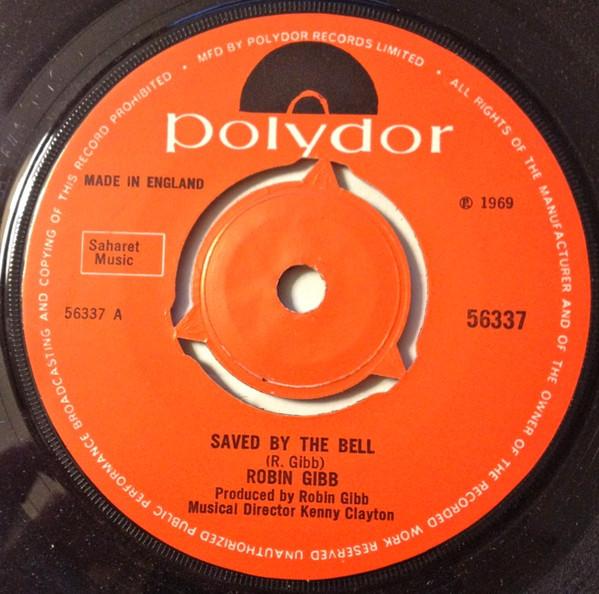 MFD BY POLYDOR RECORDS LIMITED • ALL RIGHTS OF THE MANUFACTURER AND OF THE OWNER OF THE RECORDED WORK RESERVED UNAUTHORIZED PUBLIC PERFORMANCE BROADCASTING AND COPYING OF THIS RECORD PROHIBITED •
polydor
MADE IN ENGLAND
℗ 1969
Saharet
Music
56337 A
56337
SAVED BY THE BELL
(R. Gibb)
ROBIN GIBB
Produced by Robin Gibb
Musical Director Kenny Clayton